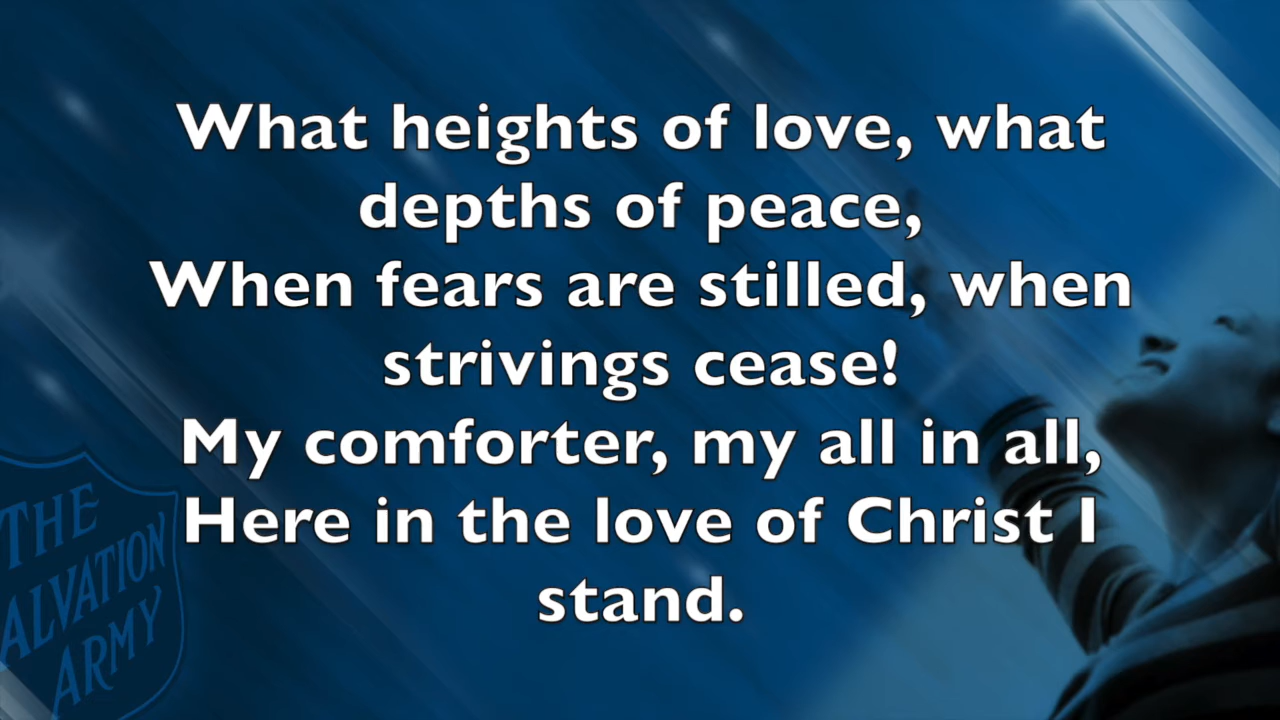 What heights of love, what
depths of peace,
When fears are stilled, when
strivings cease!
My comforter, my all in all,
Here in the love of Christ I
stand.
THE
ALVATION
ARMY